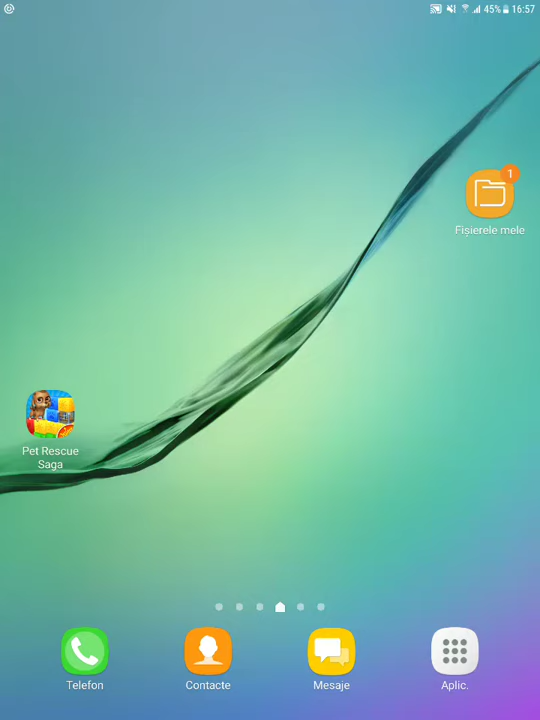 45% 16:57
1
Fișierele mele
Pet Rescue
Saga
Telefon
Contacte
Mesaje
Aplic.